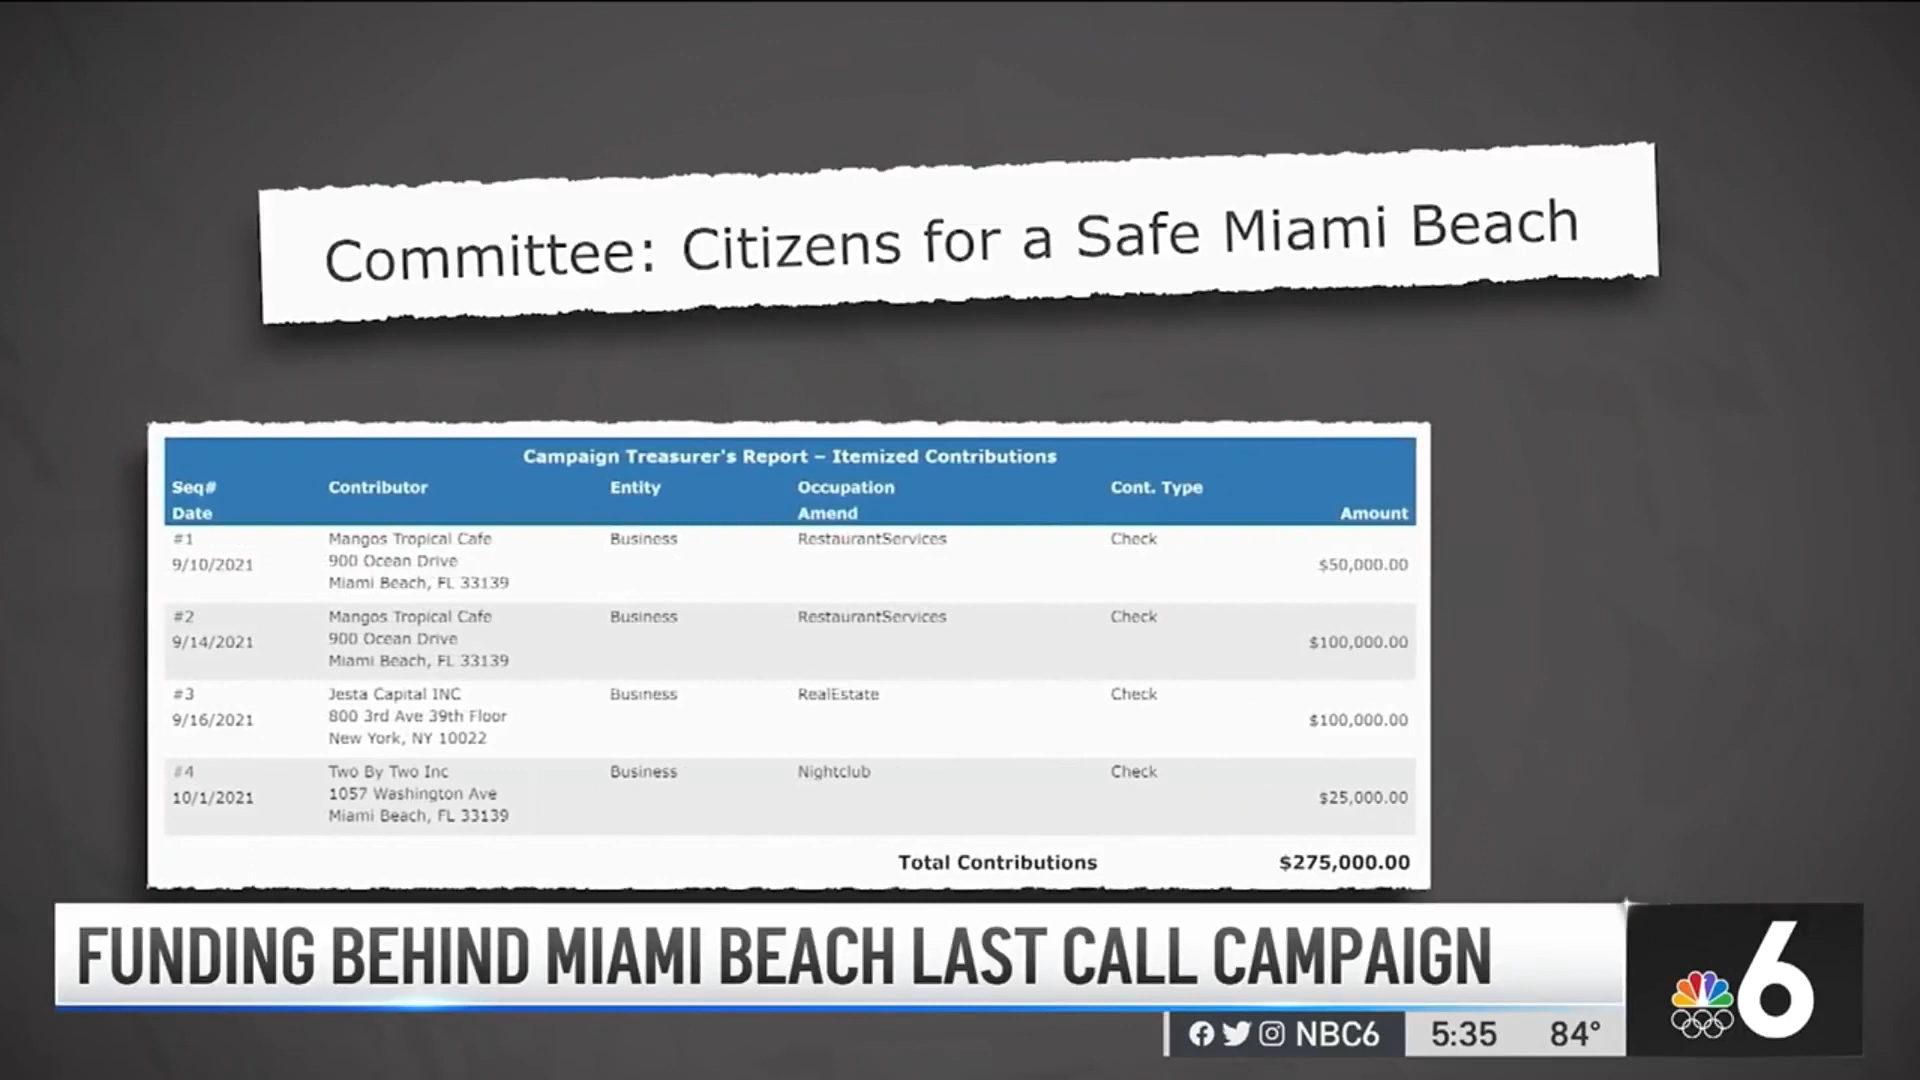 Committee: Citizens for a Safe Miami Beach
Campaign Treasurer's Report – Itemized Contributions
Seq# Contributor Entity Occupation Cont. Type
Date Amend Amount
#1 Mangos Tropical Cafe Business RestaurantServices Check
9/10/2021 900 Ocean Drive $50,000.00
Miami Beach, FL 33139
#2 Mangos Tropical Cafe Business RestaurantServices Check
9/14/2021 900 Ocean Drive $100,000.00
Miami Beach, FL 33139
#3 Jesta Capital INC Business RealEstate Check
9/16/2021 800 3rd Ave 39th Floor $100,000.00
New York, NY 10022
#4 Two By Two Inc Business Nightclub Check
10/1/2021 1057 Washington Ave $25,000.00
Miami Beach, FL 33139
Total Contributions $275,000.00
FUNDING BEHIND MIAMI BEACH LAST CALL CAMPAIGN
6
NBC6 5:35 84°